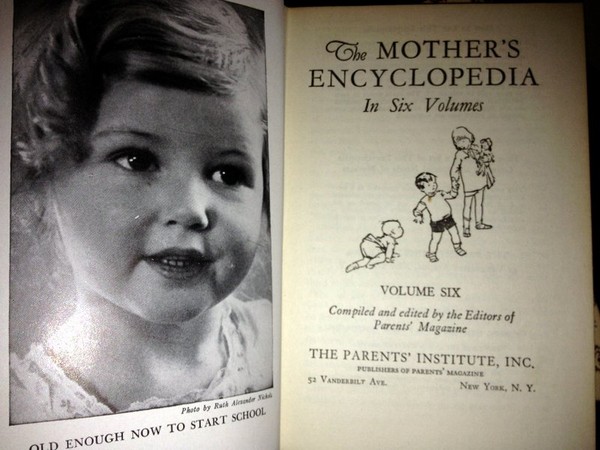 Photo by Ruth Alexander Nichols
OLD ENOUGH NOW TO START SCHOOL
The MOTHER'S
ENCYCLOPEDIA
In Six Volumes
VOLUME SIX
Compiled and edited by the Editors of
Parents' Magazine
THE PARENTS' INSTITUTE, INC.
PUBLISHERS OF PARENTS' MAGAZINE
52 VANDERBILT AVE. NEW YORK, N. Y.